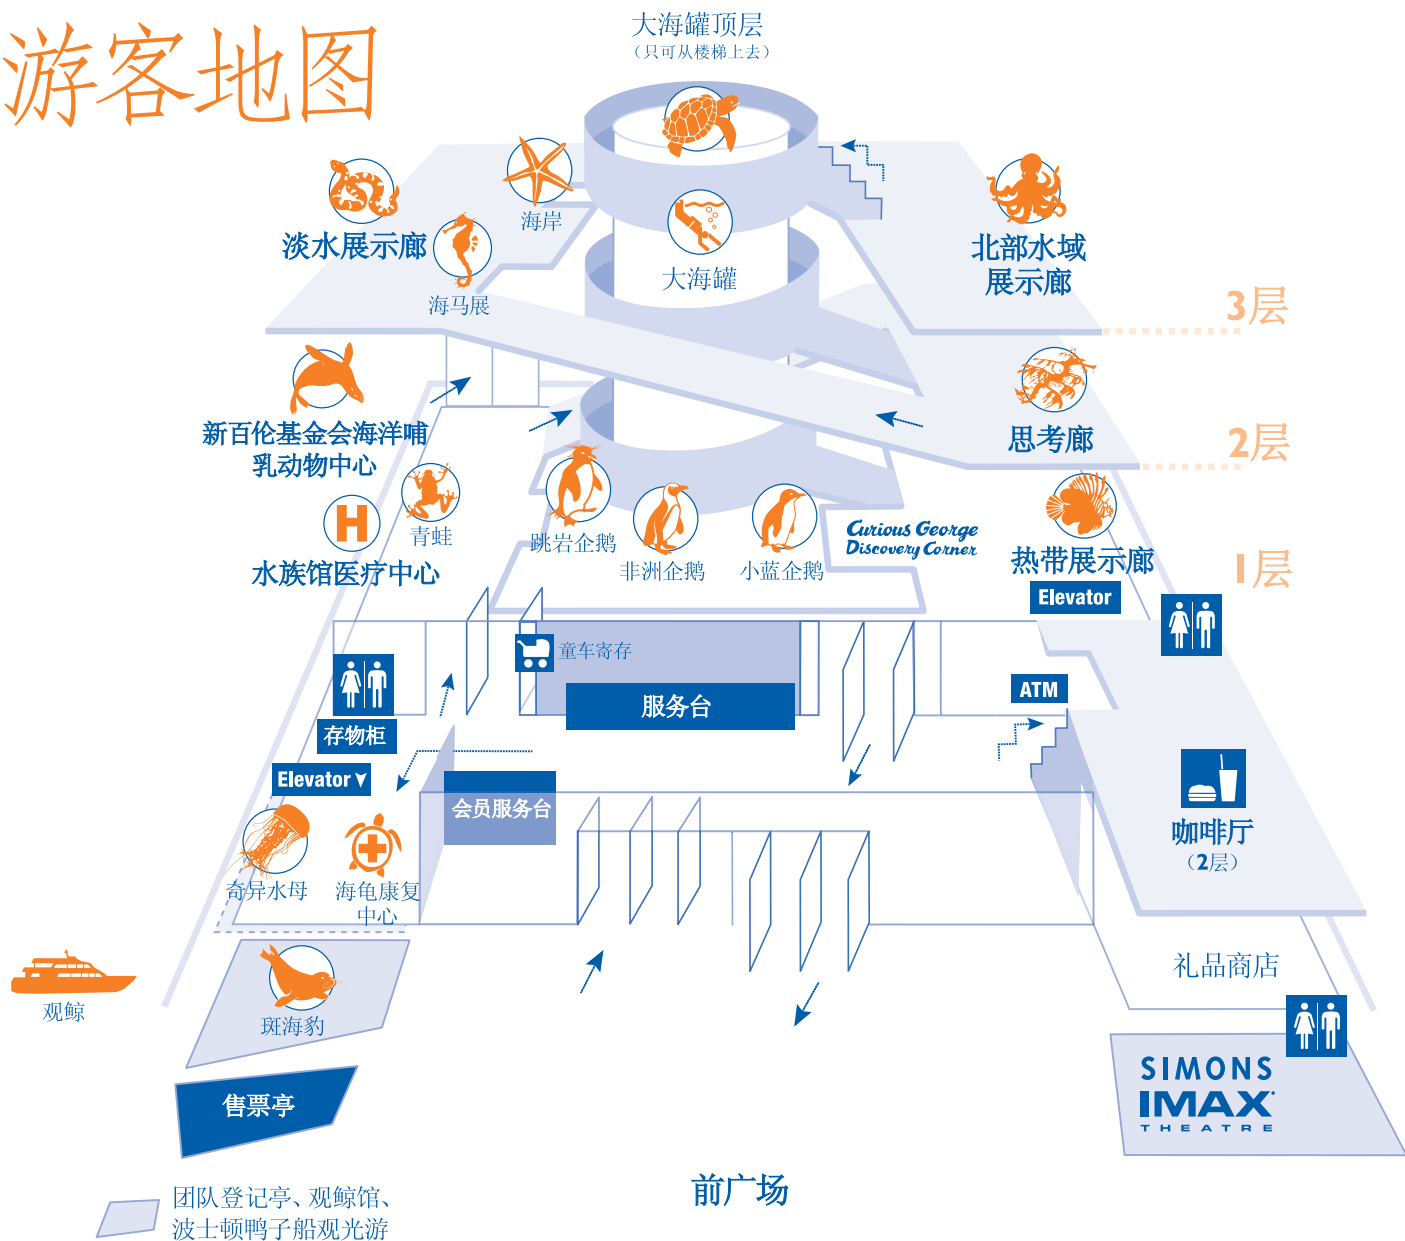 游客地图
大海罐顶层
（只可从楼梯上去）
海岸
淡水展示廊
海马展
大海罐
北部水域
展示廊
3层
新百伦基金会海洋哺
乳动物中心
思考廊
2层
青蛙
水族馆医疗中心
跳岩企鹅
非洲企鹅
小蓝企鹅
Curious George
Discovery Corner
热带展示廊
1层
Elevator
童车寄存
服务台
ATM
存物柜
Elevator
会员服务台
咖啡厅
（2层）
奇异水母
海龟康复
中心
礼品商店
观鲸
斑海豹
售票亭
SIMONS
IMAX
THEATRE
前广场
团队登记亭、观鲸馆、
波士顿鸭子船观光游